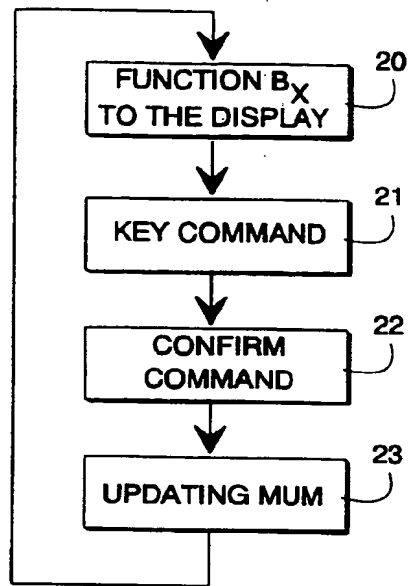 FUNCTION BX
TO THE DISPLAY
20
KEY COMMAND
21
CONFIRM
COMMAND
22
UPDATING MUM
23